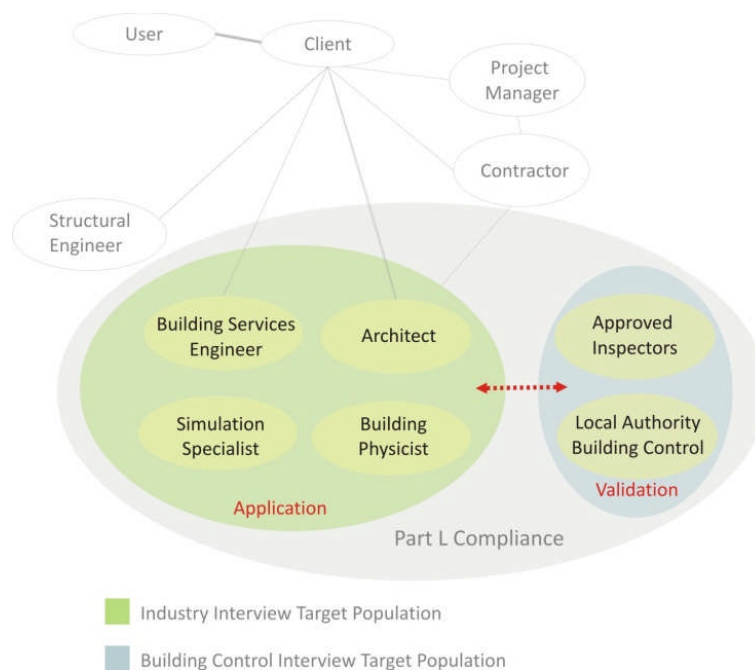 User
Client
Project
Manager
Contractor
Structural
Engineer
Building Services
Engineer
Architect
Approved
Inspectors
Simulation
Specialist
Building
Physicist
Local Authority
Building Control
Application
Validation
Part L Compliance
Industry Interview Target Population
Building Control Interview Target Population